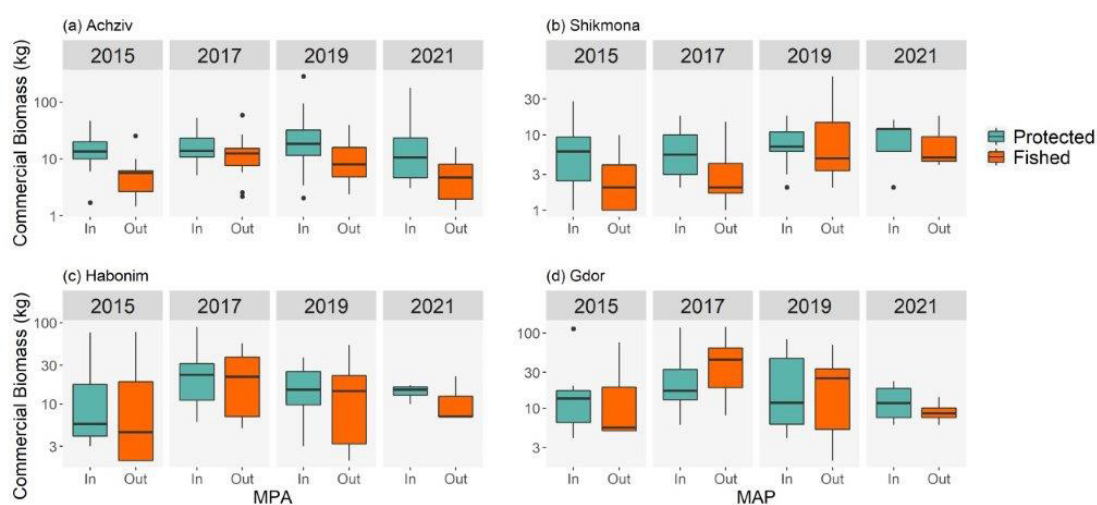 (a) Achziv
(b) Shikmona
2015 2017 2019 2021
2015 2017 2019 2021
Commercial Biomass (kg)
100
10
1
Commercial Biomass (kg)
30
10
3
1
In Out In Out In Out In Out
In Out In Out In Out In Out
Protected
Fished
(c) Habonim
(d) Gdor
2015 2017 2019 2021
2015 2017 2019 2021
Commercial Biomass (kg)
100
30
10
3
100
30
10
3
In Out In Out In Out In Out
In Out In Out In Out In Out
MPA
MAP